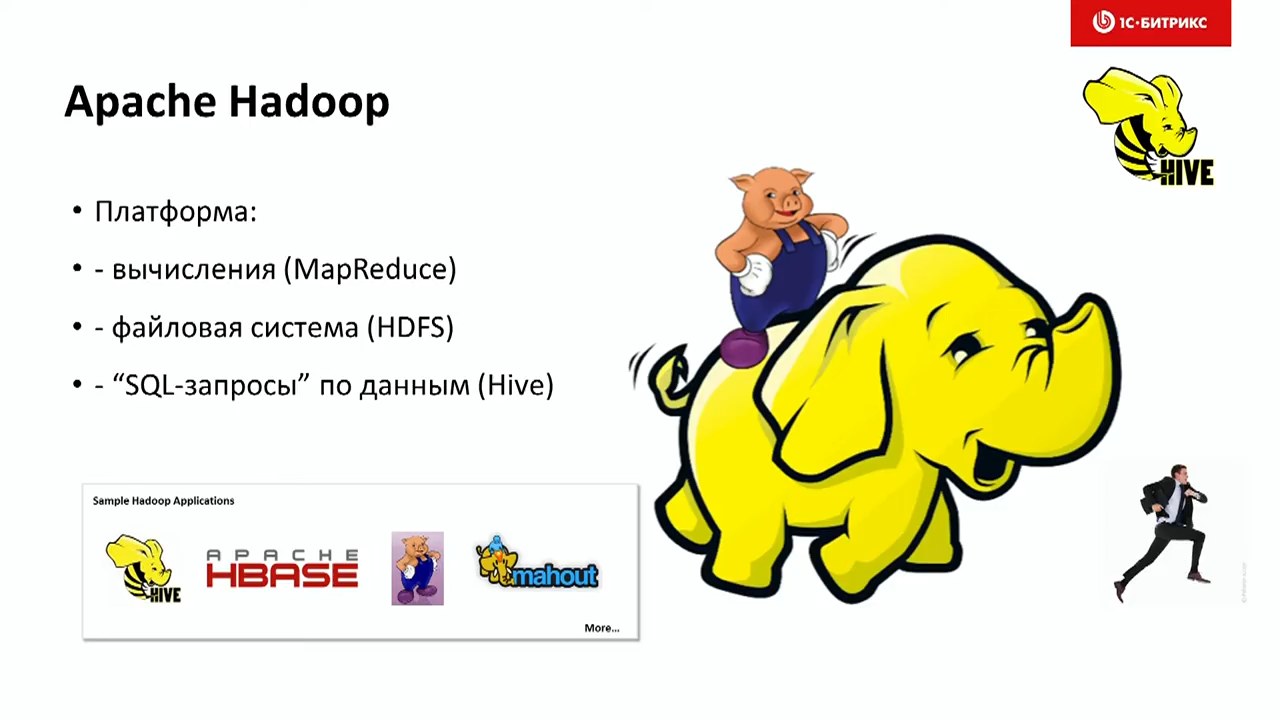 1С-БИТРИКС
Apache Hadoop
HIVE
• Платформа:
• - вычисления (MapReduce)
• - файловая система (HDFS)
• - “SQL-запросы” по данным (Hive)
Sample Hadoop Applications
HIVE
APACHE
HBASE
mahout
More...